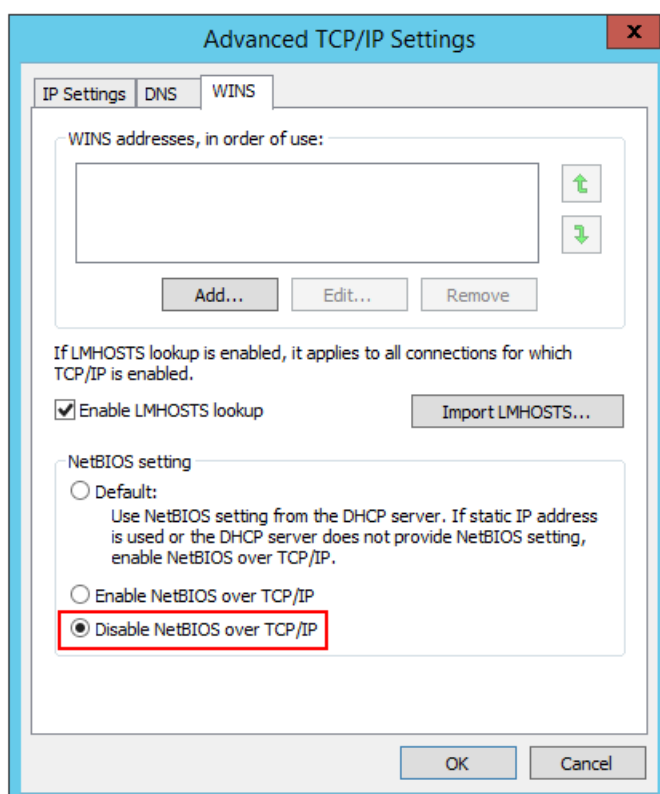 Advanced TCP/IP Settings
x
IP Settings DNS WINS
WINS addresses, in order of use:
Add... Edit... Remove
If LMHOSTS lookup is enabled, it applies to all connections for which
TCP/IP is enabled.
Enable LMHOSTS lookup Import LMHOSTS...
NetBIOS setting
Default:
Use NetBIOS setting from the DHCP server. If static IP address
is used or the DHCP server does not provide NetBIOS setting,
enable NetBIOS over TCP/IP.
Enable NetBIOS over TCP/IP
Disable NetBIOS over TCP/IP
OK Cancel